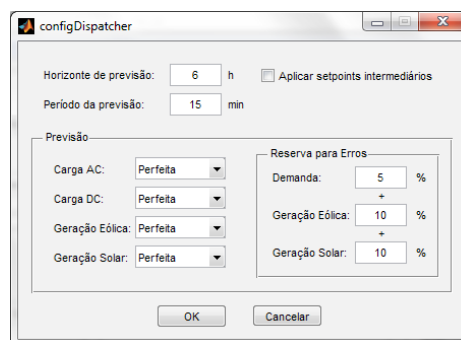 configDispatcher
Horizonte de previsão: 6 h Aplicar setpoints intermediários
Período da previsão: 15 min
Previsão
Reserva para Erros
Carga AC: Perfeita
Demanda: 5 %
+
Carga DC: Perfeita
Geração Eólica: 10 %
Geração Eólica: Perfeita
+
Geração Solar: 10 %
Geração Solar: Perfeita
OK Cancelar